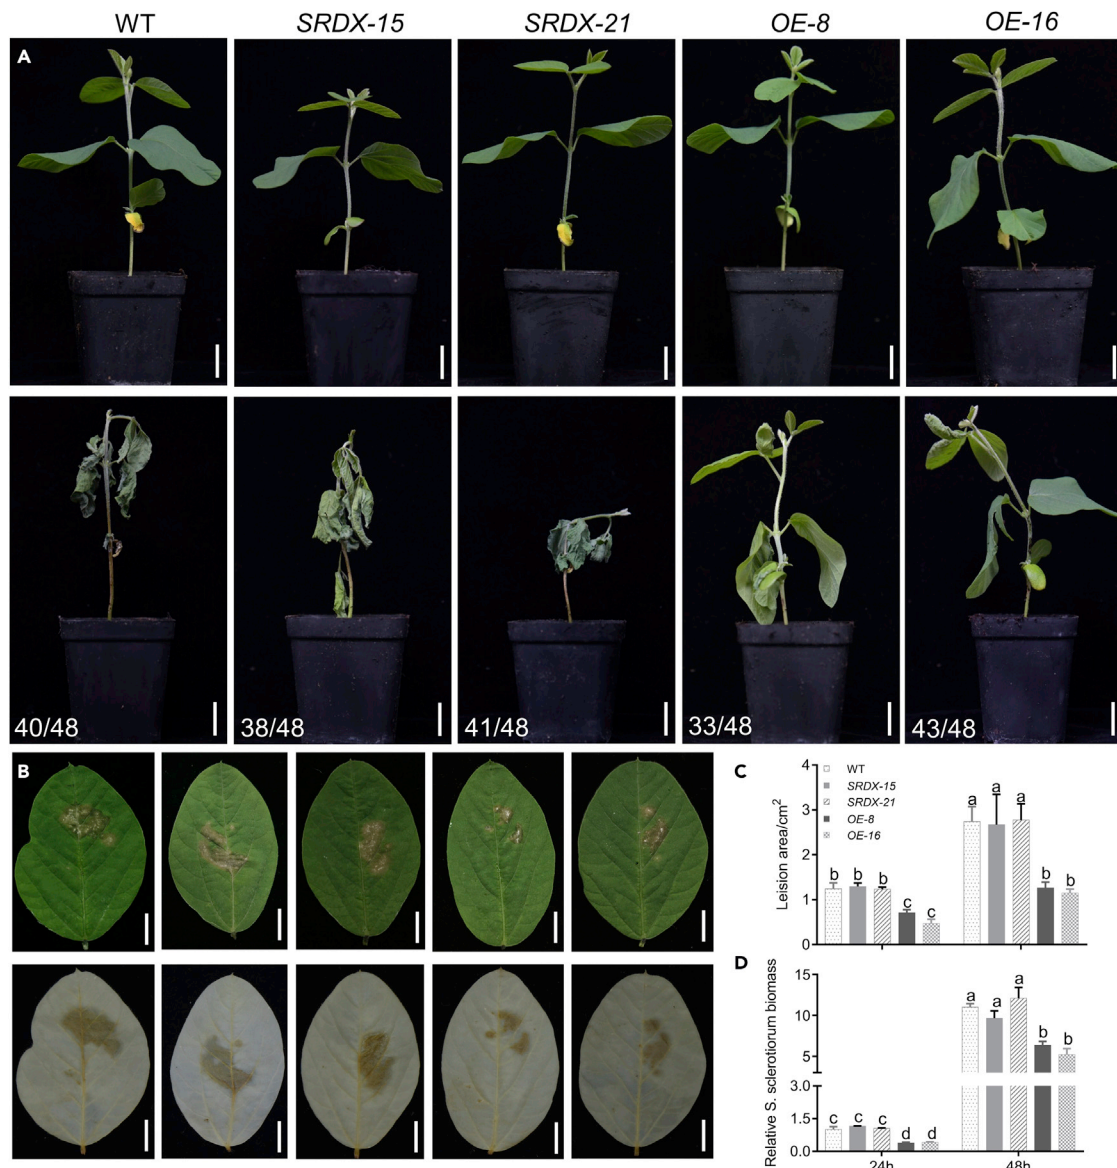 WT SRDX-15 SRDX-21 OE-8 OE-16
A
40/48 38/48 41/48 33/48 43/48
B
C
Leision area/cm2
4
3
2
1
0
WT
SRDX-15
SRDX-21
OE-8
OE-16
b b b c c a a a b b
D
Relative S. sclerotiorum biomass
15
10
5
3.0
1.5
0.0
c c c d d a a a b b
24h 48h